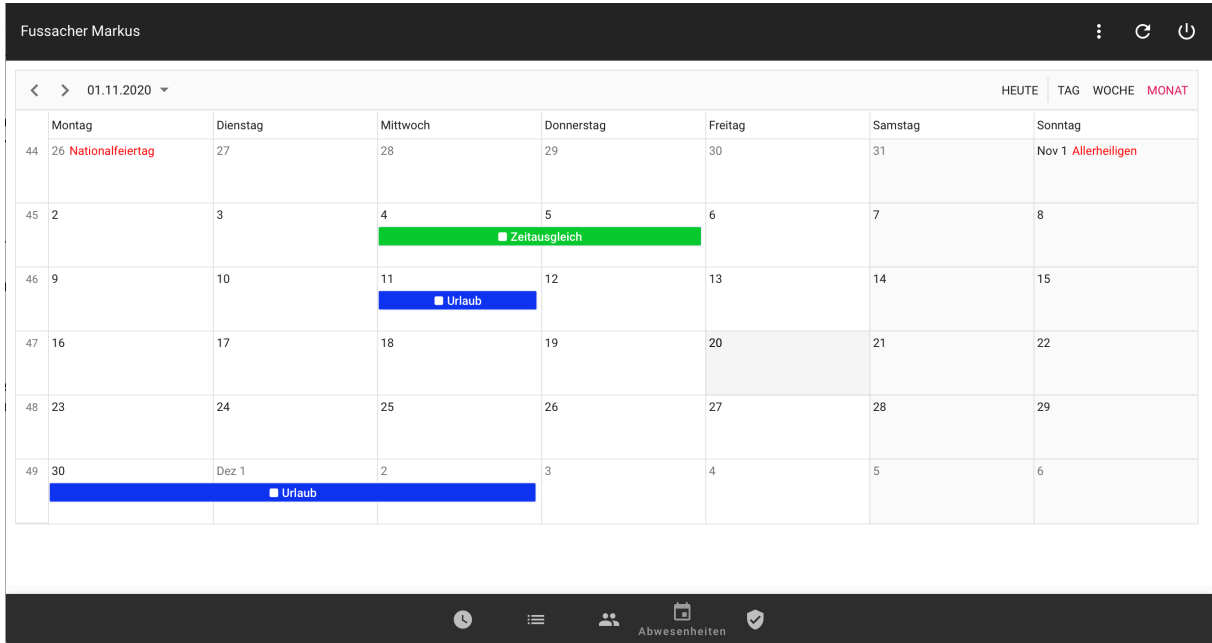 Fussacher Markus
01.11.2020 HEUTE TAG WOCHE MONAT
Montag Dienstag Mittwoch Donnerstag Freitag Samstag Sonntag
44 26 Nationalfeiertag 27 28 29 30 31 Nov 1 Allerheiligen
45 2 3 4 5 6 7 8
Zeitausgleich
46 9 10 11 12 13 14 15
Urlaub
47 16 17 18 19 20 21 22
48 23 24 25 26 27 28 29
49 30 Dez 1 2 3 4 5 6
Urlaub
Abwesenheiten